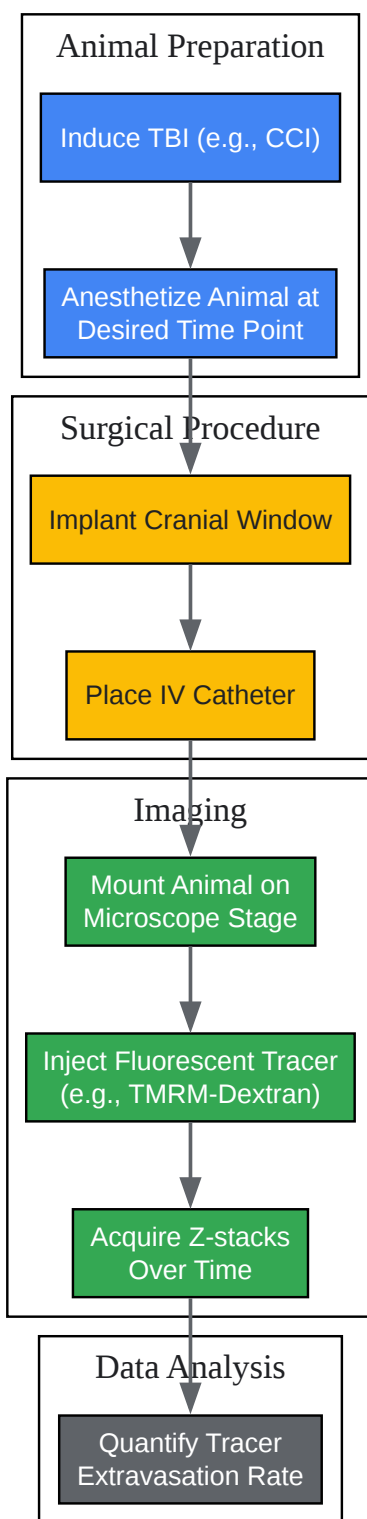 Animal Preparation
Induce TBI (e.g., CCI)
Anesthetize Animal at
Desired Time Point
Surgical Procedure
Implant Cranial Window
Place IV Catheter
Imaging
Mount Animal on
Microscope Stage
Inject Fluorescent Tracer
(e.g., TMRM-Dextran)
Acquire Z-stacks
Over Time
Data Analysis
Quantify Tracer
Extravasation Rate